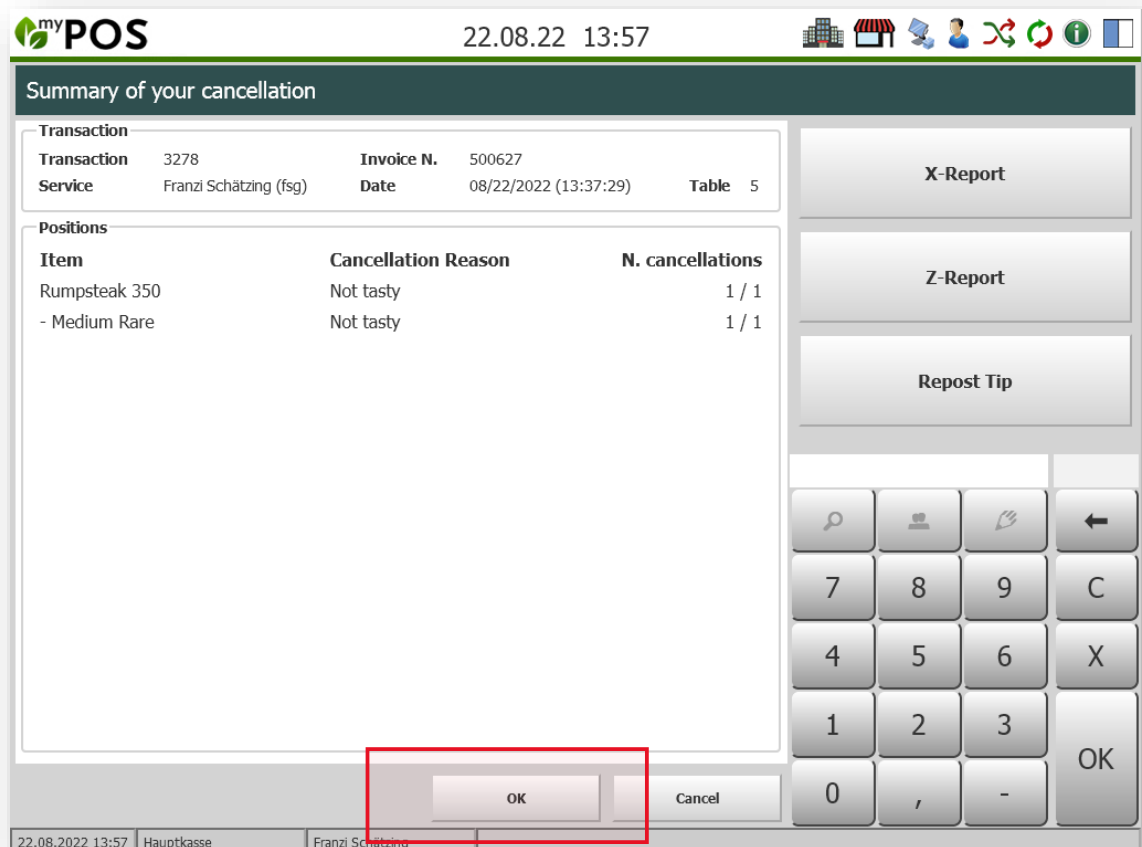 myPOS 22.08.22 13:57
Summary of your cancellation
Transaction
Transaction 3278 Invoice N. 500627
Service Franzi Schätzing (fsg) Date 08/22/2022 (13:37:29) Table 5
Positions
Item Cancellation Reason N. cancellations
Rumpsteak 350 Not tasty 1 / 1
- Medium Rare Not tasty 1 / 1
OK Cancel
X-Report
Z-Report
Repost Tip
7 8 9 C
4 5 6 X
1 2 3
OK
0 , -
22.08.2022 13:57 Hauptkasse Franzi Schätzing